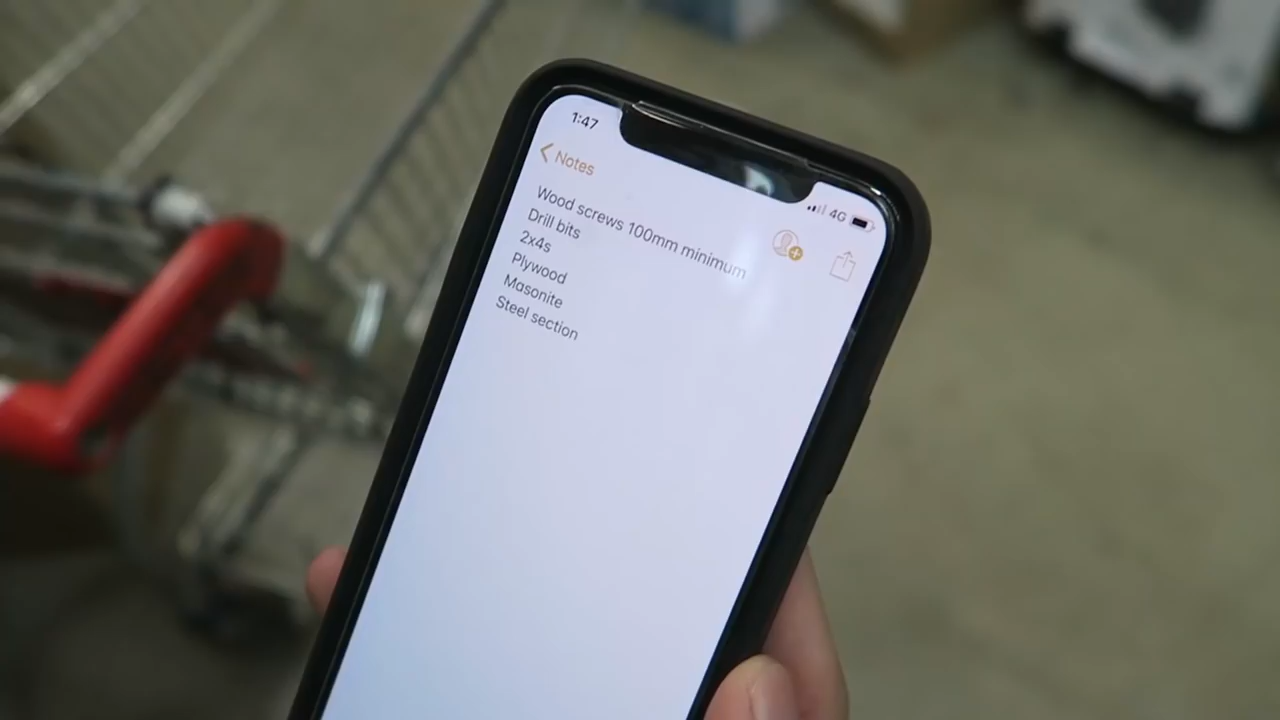 1:47
4G
Notes
Wood screws 100mm minimum
Drill bits
2x4s
Plywood
Masonite
Steel section